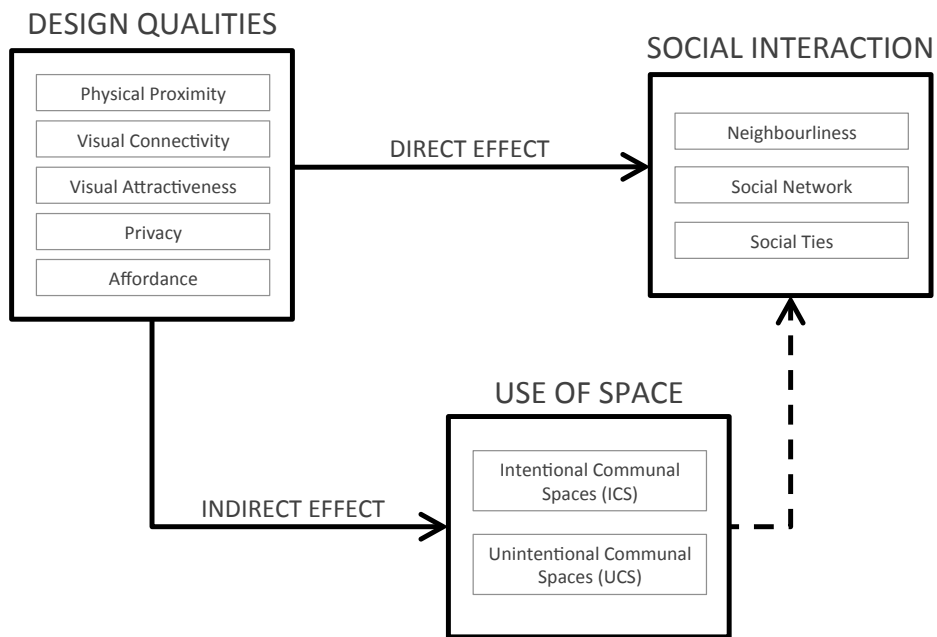 DESIGN QUALITIES
Physical Proximity
Visual Connectivity
Visual Attractiveness
Privacy
Affordance
DIRECT EFFECT
SOCIAL INTERACTION
Neighbourliness
Social Network
Social Ties
INDIRECT EFFECT
USE OF SPACE
Intentional Communal
Spaces (ICS)
Unintentional Communal
Spaces (UCS)